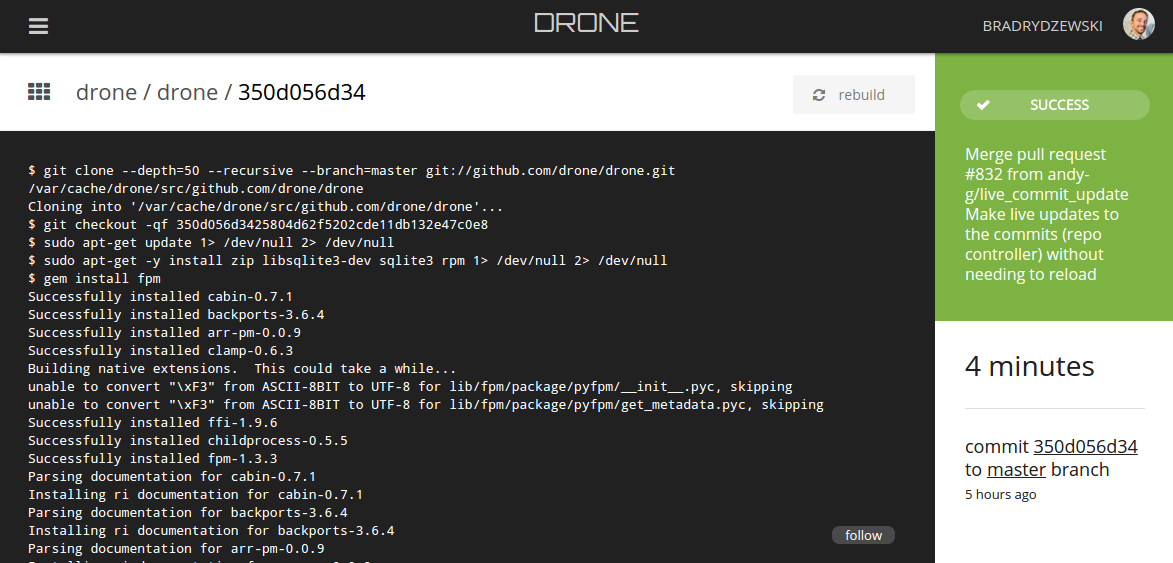 DRONE
BRADRYDZEWSKI
drone / drone / 350d056d34
rebuild
$ git clone --depth=50 --recursive --branch=master git://github.com/drone/drone.git
/var/cache/drone/src/github.com/drone/drone
Cloning into '/var/cache/drone/src/github.com/drone/drone'...
$ git checkout -qf 350d056d3425804d62f5202cde11db132e47c0e8
$ sudo apt-get update 1> /dev/null 2> /dev/null
$ sudo apt-get -y install zip libsqlite3-dev sqlite3 rpm 1> /dev/null 2> /dev/null
$ gem install fpm
Successfully installed cabin-0.7.1
Successfully installed backports-3.6.4
Successfully installed arr-pm-0.0.9
Successfully installed clamp-0.6.3
Building native extensions.  This could take a while...
unable to convert "\xF3" from ASCII-8BIT to UTF-8 for lib/fpm/package/pyfpm/__init__.pyc, skipping
unable to convert "\xF3" from ASCII-8BIT to UTF-8 for lib/fpm/package/pyfpm/get_metadata.pyc, skipping
Successfully installed ffi-1.9.6
Successfully installed childprocess-0.5.5
Successfully installed fpm-1.3.3
Parsing documentation for cabin-0.7.1
Installing ri documentation for cabin-0.7.1
Parsing documentation for backports-3.6.4
Installing ri documentation for backports-3.6.4
Parsing documentation for arr-pm-0.0.9
follow
SUCCESS
Merge pull request
#832 from andy-
g/live_commit_update
Make live updates to
the commits (repo
controller) without
needing to reload
4 minutes
commit 350d056d34
to master branch
5 hours ago